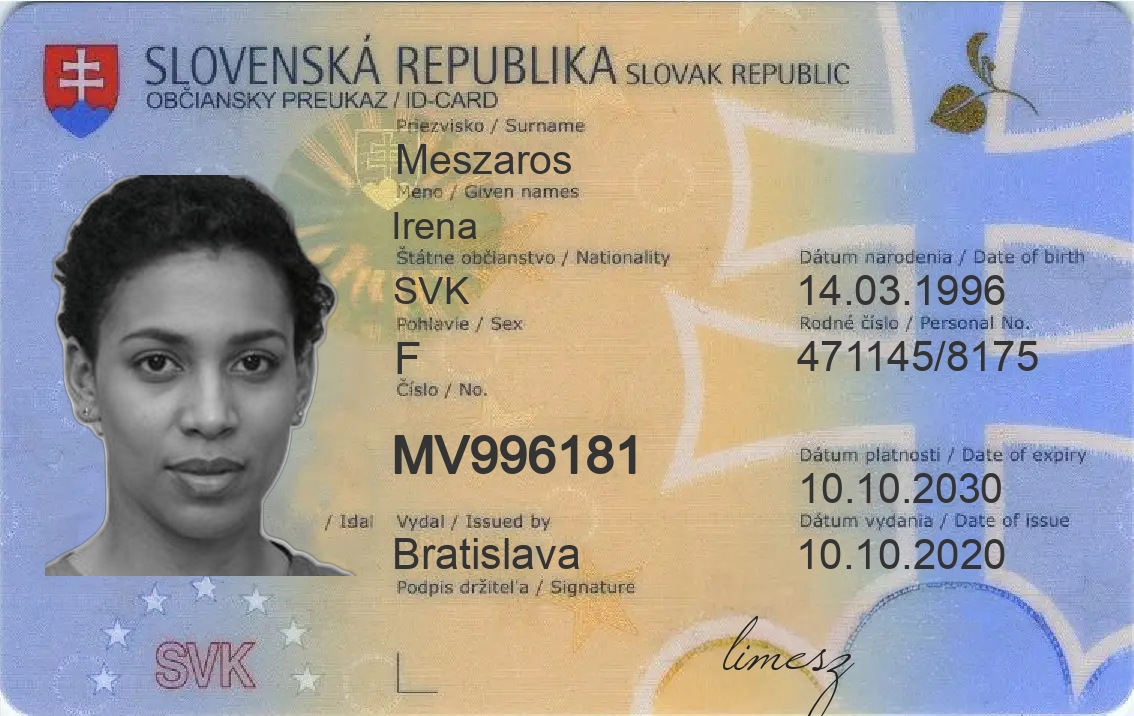 SLOVENSKÁ REPUBLIKA SLOVAK REPUBLIC
OBČIANSKY PREUKAZ / ID-CARD
Priezvisko / Surname
Meszaros
Meno / Given names
Irena
Štátne občianstvo / Nationality
SVK
Dátum narodenia / Date of birth
14.03.1996
Pohlavie / Sex
F
Rodné číslo / Personal No.
471145/8175
Číslo / No.
MV996181
Dátum platnosti / Date of expiry
10.10.2030
/ Idal Vydal / Issued by
Bratislava
Dátum vydania / Date of issue
10.10.2020
Podpis držiteľa / Signature
limesz
SVK